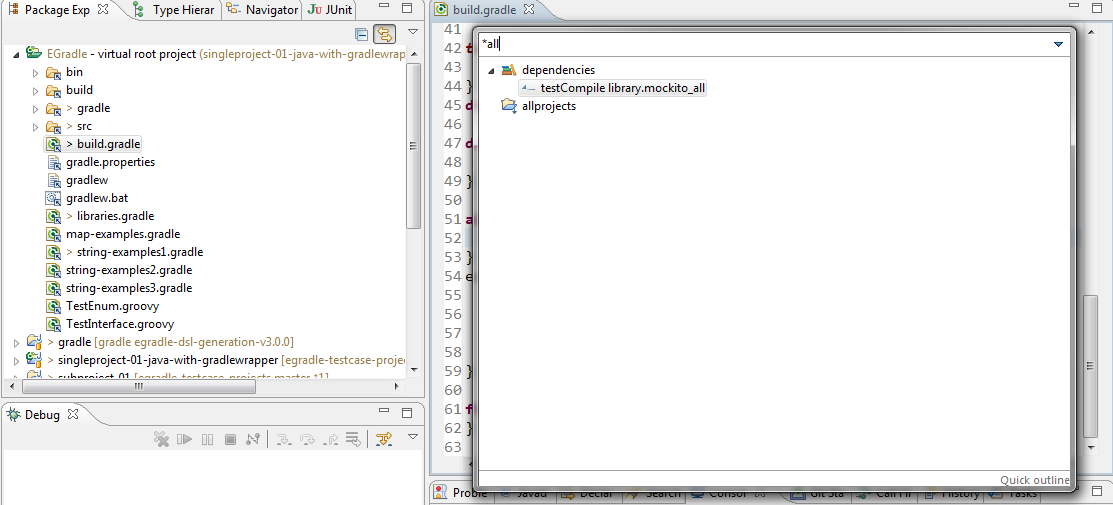 Package Exp
Type Hierar
Navigator
JUnit
EGradle - virtual root project (singleproject-01-java-with-gradlewrap
bin
build
> gradle
> src
> build.gradle
gradle.properties
gradlew
gradlew.bat
> libraries.gradle
map-examples.gradle
> string-examples1.gradle
string-examples2.gradle
string-examples3.gradle
TestEnum.groovy
TestInterface.groovy
> gradle [gradle egradle-dsl-generation-v3.0.0]
> singleproject-01-java-with-gradlewrapper [egradle-testcase-projec
> subproject-01 [egradle-testcase-projects master ↑1]
Debug
build.gradle
41
42 t
43
44 }
45 d
46
47 d
48
49 }
50
51 a
52
53 }
54 e
55
56
57
58
59 }
60
61 f
62 }
63
*all
dependencies
testCompile library.mockito_all
allprojects
Quick outline
Proble
Javad
Declar
Search
Consol
Git Sta
Call Hi
History
Tasks